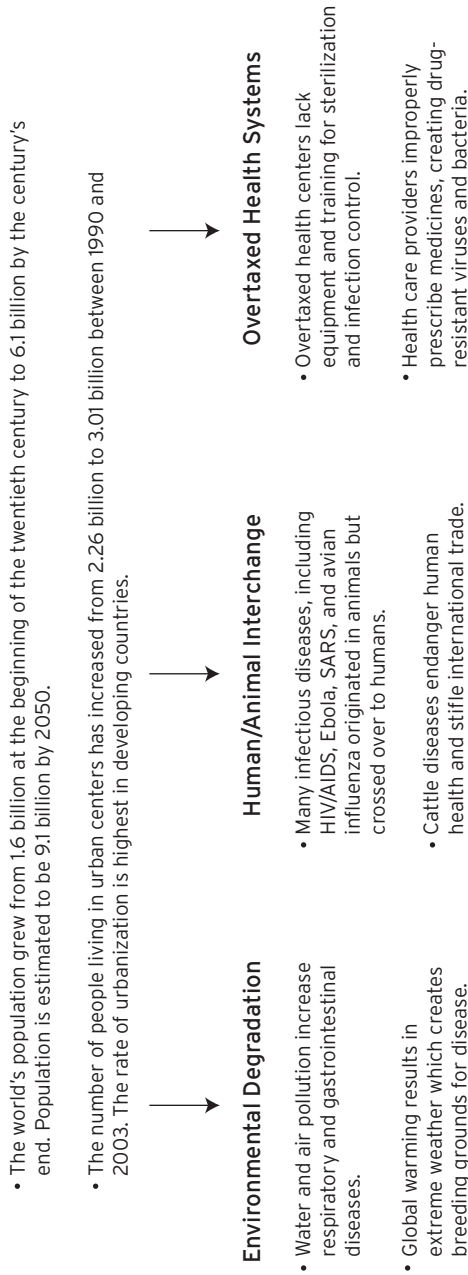 • The world's population grew from 1.6 billion at the beginning of the twentieth century to 6.1 billion by the century's
end. Population is estimated to be 9.1 billion by 2050.
• The number of people living in urban centers has increased from 2.26 billion to 3.01 billion between 1990 and
2003. The rate of urbanization is highest in developing countries.
Environmental Degradation
• Water and air pollution increase
respiratory and gastrointestinal
diseases.
• Global warming results in
extreme weather which creates
breeding grounds for disease.
Human/Animal Interchange
• Many infectious diseases, including
HIV/AIDS, Ebola, SARS, and avian
influenza originated in animals but
crossed over to humans.
• Cattle diseases endanger human
health and stifle international trade.
Overtaxed Health Systems
• Overtaxed health centers lack
equipment and training for sterilization
and infection control.
• Health care providers improperly
prescribe medicines, creating drug-
resistant viruses and bacteria.